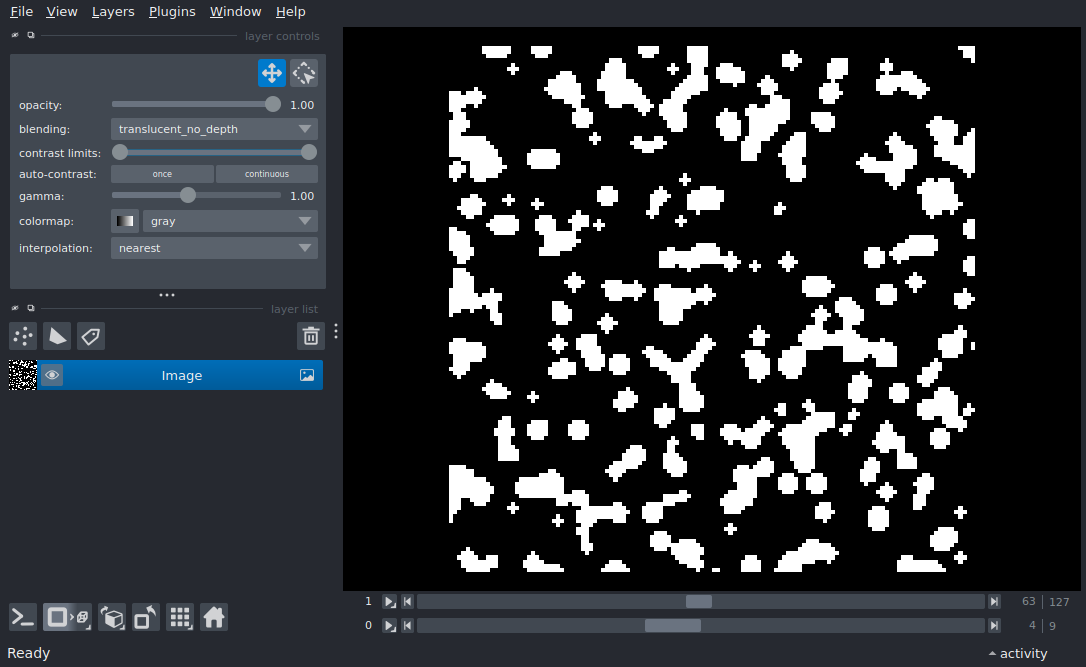 File View Layers Plugins Window Help
layer controls
opacity: 1.00
blending: translucent_no_depth
contrast limits:
auto-contrast: once continuous
gamma: 1.00
colormap: gray
interpolation: nearest
layer list
Image
1 63 127
0 4 9
Ready activity